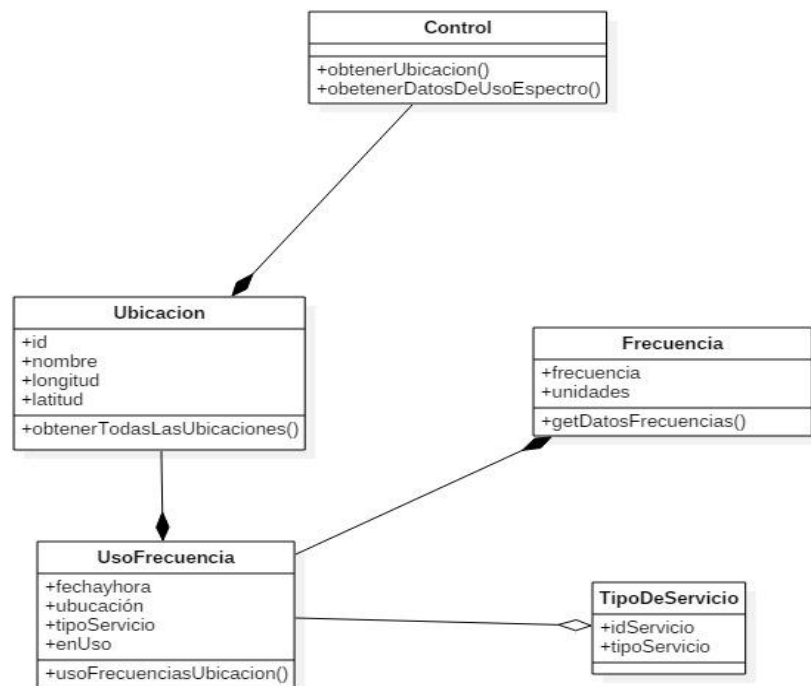 Control
+obtenerUbicacion()
+obetenerDatosDeUsoEspectro()
Ubicacion
+id
+nombre
+longitud
+latitud
+obtenerTodasLasUbicaciones()
Frecuencia
+frecuencia
+unidades
+getDatosFrecuencias()
UsoFrecuencia
+fechayhora
+ubucación
+tipoServicio
+enUso
+usoFrecuenciasUbicacion()
TipoDeServicio
+idServicio
+tipoServicio